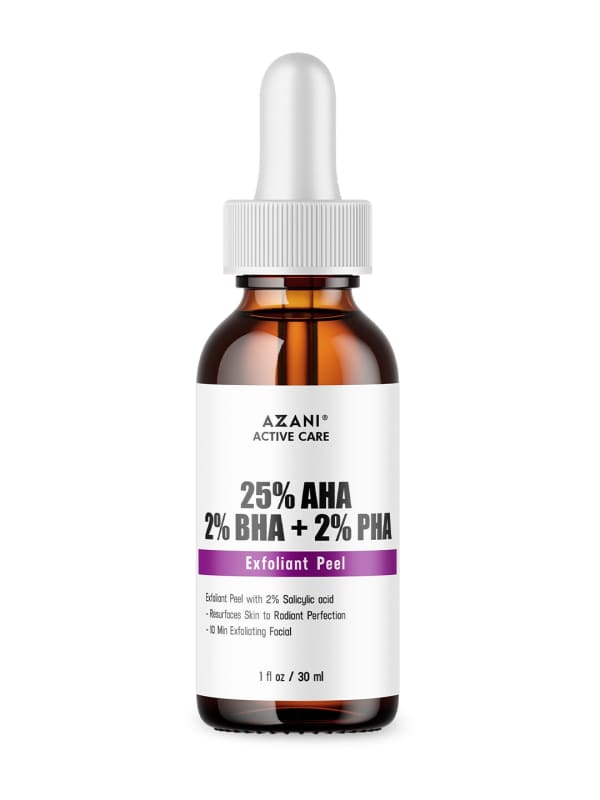 AZANI®
ACTIVE CARE
25% AHA
2% BHA + 2% PHA
Exfoliant Peel
Exfoliant Peel with 2% Salicylic acid
- Resurfaces Skin to Radiant Perfection
- 10 Min Exfoliating Facial
1 fl oz / 30 ml